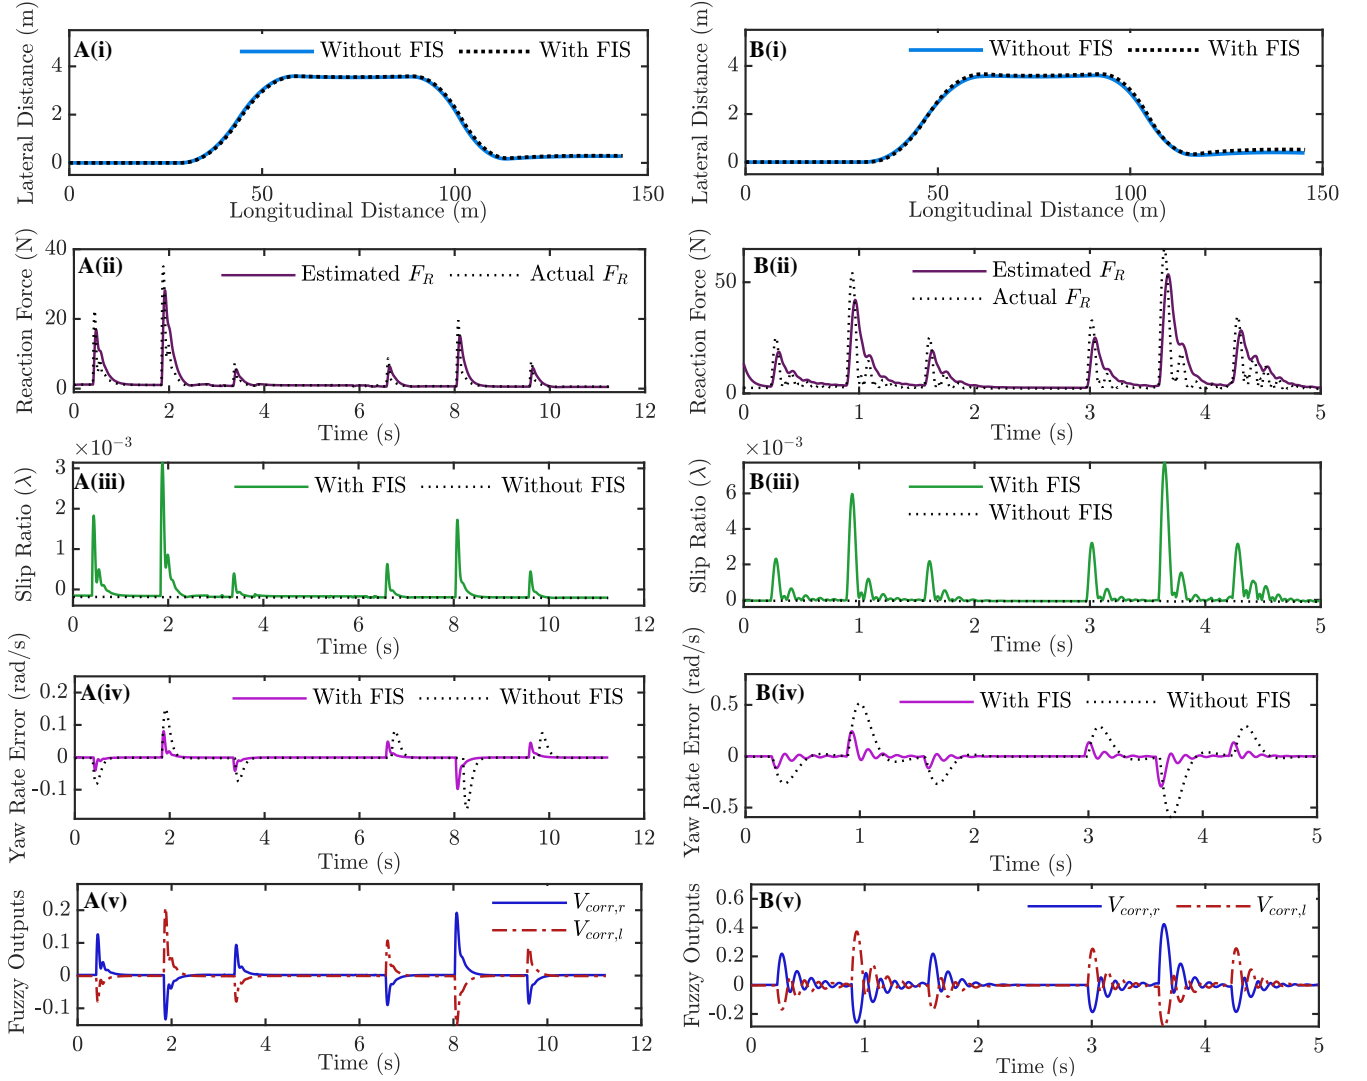 Lateral Distance (m)
A(i)
Without FIS
With FIS
4
2
0
0
50
100
150
Longitudinal Distance (m)
Lateral Distance (m)
B(i)
Without FIS
With FIS
4
2
0
0
50
100
150
Longitudinal Distance (m)
Reaction Force (N)
A(ii)
Estimated F_R
Actual F_R
40
20
0
0
2
4
6
8
10
12
Time (s)
Reaction Force (N)
B(ii)
Estimated F_R
Actual F_R
50
0
0
1
2
3
4
5
Time (s)
×10⁻³
Slip Ratio (λ)
A(iii)
With FIS
Without FIS
3
2
1
0
0
2
4
6
8
10
12
Time (s)
×10⁻³
Slip Ratio (λ)
B(iii)
With FIS
Without FIS
6
4
2
0
0
1
2
3
4
5
Time (s)
Yaw Rate Error (rad/s)
A(iv)
With FIS
Without FIS
0.2
0.1
0
-0.1
0
2
4
6
8
10
12
Time (s)
Yaw Rate Error (rad/s)
B(iv)
With FIS
Without FIS
0.5
0
-0.5
0
1
2
3
4
5
Time (s)
Fuzzy Outputs
A(v)
V_corr,r
V_corr,l
0.2
0.1
0
-0.1
0
2
4
6
8
10
12
Time (s)
Fuzzy Outputs
B(v)
V_corr,r
V_corr,l
0.6
0.4
0.2
0
-0.2
0
1
2
3
4
5
Time (s)